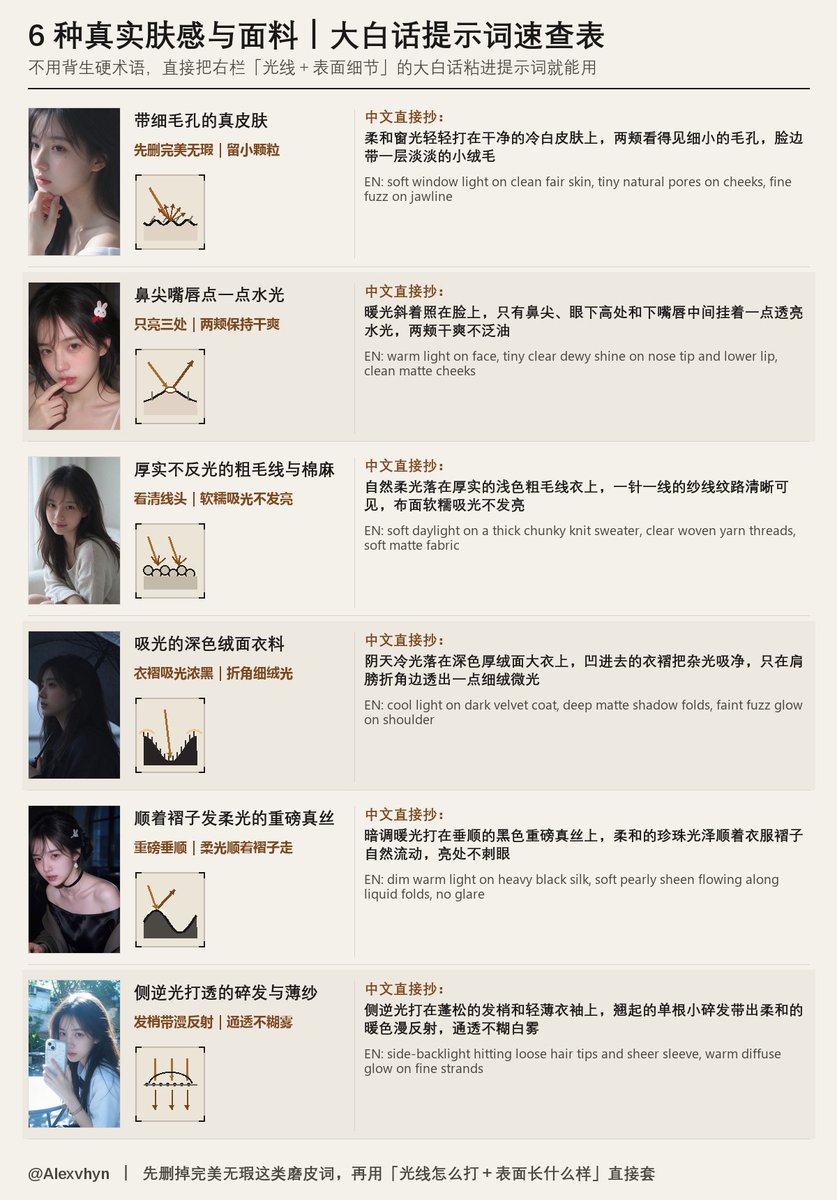 6 种真实肤感与面料｜大白话提示词速查表
不用背生硬术语，直接把右栏「光线 + 表面细节」的大白话粘进提示词就能用
带细毛孔的真皮肤
先删完美无瑕｜留小颗粒
中文直接抄：
柔和窗光轻轻打在干净的冷白皮肤上，两颊看得见细小的毛孔，脸边
带一层淡淡的小绒毛
EN: soft window light on clean fair skin, tiny natural pores on cheeks, fine
fuzz on jawline
鼻尖嘴唇点一点水光
只亮三处｜两颊保持干爽
中文直接抄：
暖光斜着照在脸上，只有鼻尖、眼下高处和下嘴唇中间挂着一点透亮
水光，两颊干爽不泛油
EN: warm light on face, tiny clear dewy shine on nose tip and lower lip,
clean matte cheeks
厚实不反光的粗毛线与棉麻
看清线头｜软糯吸光不发亮
中文直接抄：
自然柔光落在厚实的浅色粗毛线衣上，一针一线的纱线纹路清晰可
见，布面软糯吸光不发亮
EN: soft daylight on a thick chunky knit sweater, clear woven yarn threads,
soft matte fabric
吸光的深色绒面衣料
衣褶吸光浓黑｜折角细绒光
中文直接抄：
阴天冷光落在深色厚绒面大衣上，凹进去的衣褶把杂光吸净，只在肩
膀折角边透出一点细绒微光
EN: cool light on dark velvet coat, deep matte shadow folds, faint fuzz glow
on shoulder
顺着褶子发柔光的重磅真丝
重磅垂顺｜柔光顺着褶子走
中文直接抄：
暗调暖光打在垂顺的黑色重磅真丝上，柔和的珍珠光泽顺着衣服褶子
自然流动，亮处不刺眼
EN: dim warm light on heavy black silk, soft pearly sheen flowing along
liquid folds, no glare
侧逆光打透的碎发与薄纱
发梢带漫反射｜通透不糊雾
中文直接抄：
侧逆光打在蓬松的发梢和轻薄衣袖上，翘起的单根小碎发带出柔和的
暖色漫反射，通透不糊白雾
EN: side-backlight hitting loose hair tips and sheer sleeve, warm diffuse
glow on fine strands
@Alexvhyn ｜ 先删掉完美无瑕这类磨皮词，再用「光线怎么打 + 表面长什么样」直接套